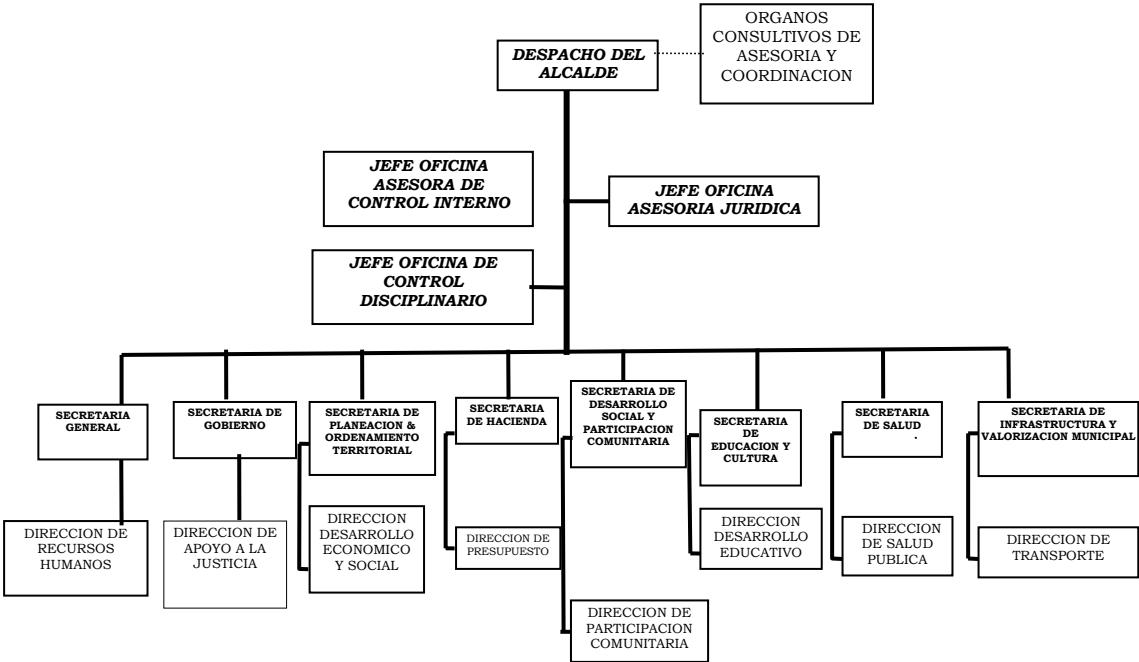 ORGANOS
CONSULTIVOS DE
ASESORIA Y
COORDINACION
DESPACHO DEL
ALCALDE
JEFE OFICINA
ASESORA DE
CONTROL INTERNO
JEFE OFICINA
ASESORIA JURIDICA
JEFE OFICINA DE
CONTROL
DISCIPLINARIO
SECRETARIA
GENERAL
SECRETARIA DE
GOBIERNO
SECRETARIA DE
PLANEACION &
ORDENAMIENTO
TERRITORIAL
SECRETARIA
DE HACIENDA
SECRETARIA DE
DESARROLLO
SOCIAL Y
PARTICIPACION
COMUNITARIA
SECRETARIA
DE
EDUCACION Y
CULTURA
SECRETARIA
DE SALUD
.
SECRETARIA DE
INFRASTRUCTURA Y
VALORIZACION MUNICIPAL
DIRECCION DE
RECURSOS
HUMANOS
DIRECCION DE
APOYO A LA
JUSTICIA
DIRECCION
DESARROLLO
ECONOMICO
Y SOCIAL
DIRECCION DE
PRESUPUESTO
DIRECCION DE
PARTICIPACION
COMUNITARIA
DIRECCION
DESARROLLO
EDUCATIVO
DIRECCION
DE SALUD
PUBLICA
DIRECCION DE
TRANSPORTE